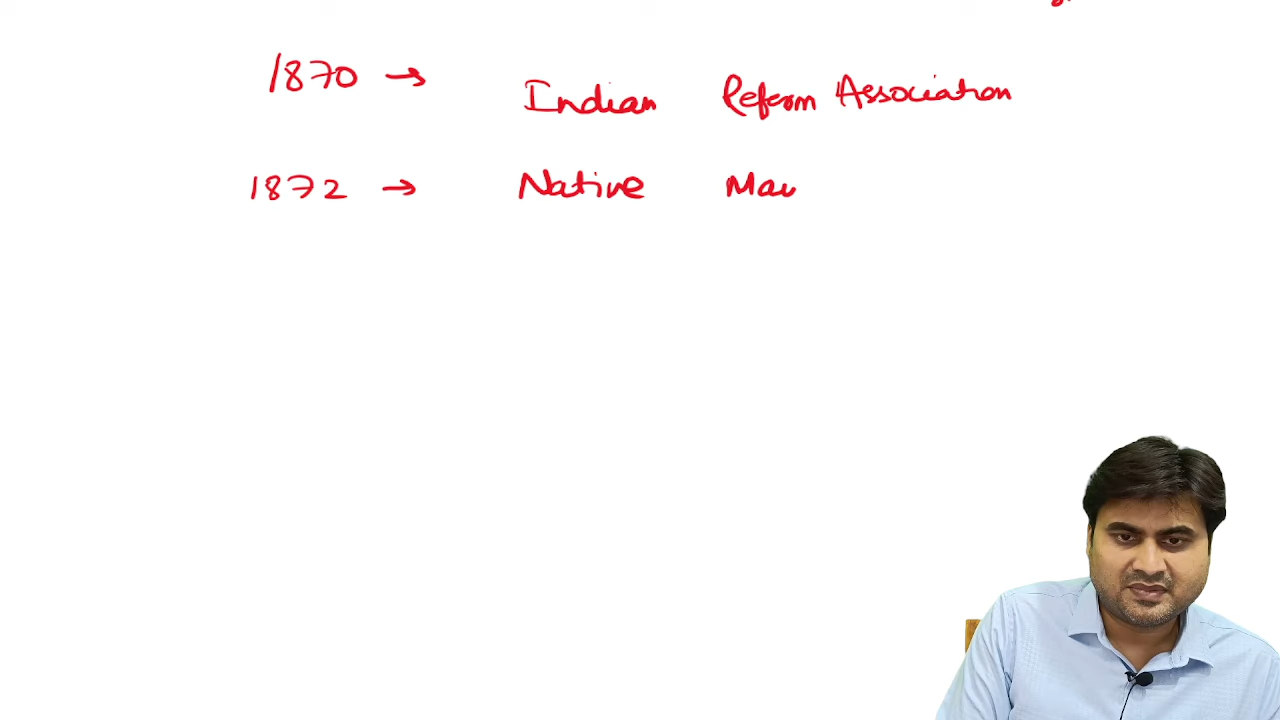 1870 → Indian Reform Association
1872 → Native Mar